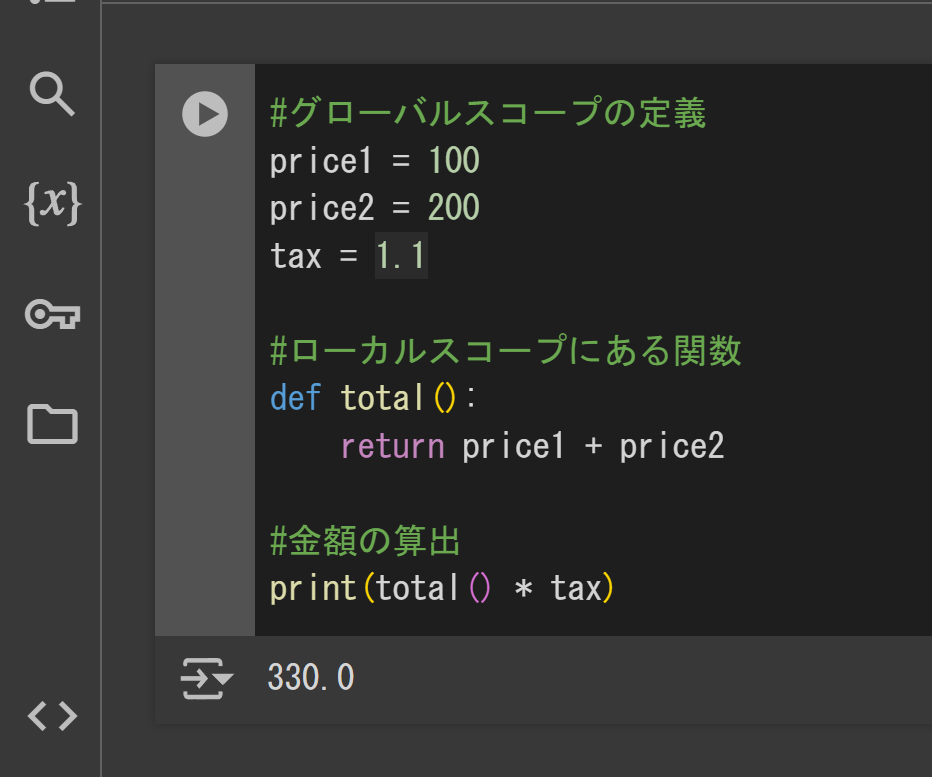 #グローバルスコープの定義
price1 = 100
price2 = 200
tax = 1.1
#ローカルスコープにある関数
def total():
    return price1 + price2
#金額の算出
print(total() * tax)
330.0
{x}